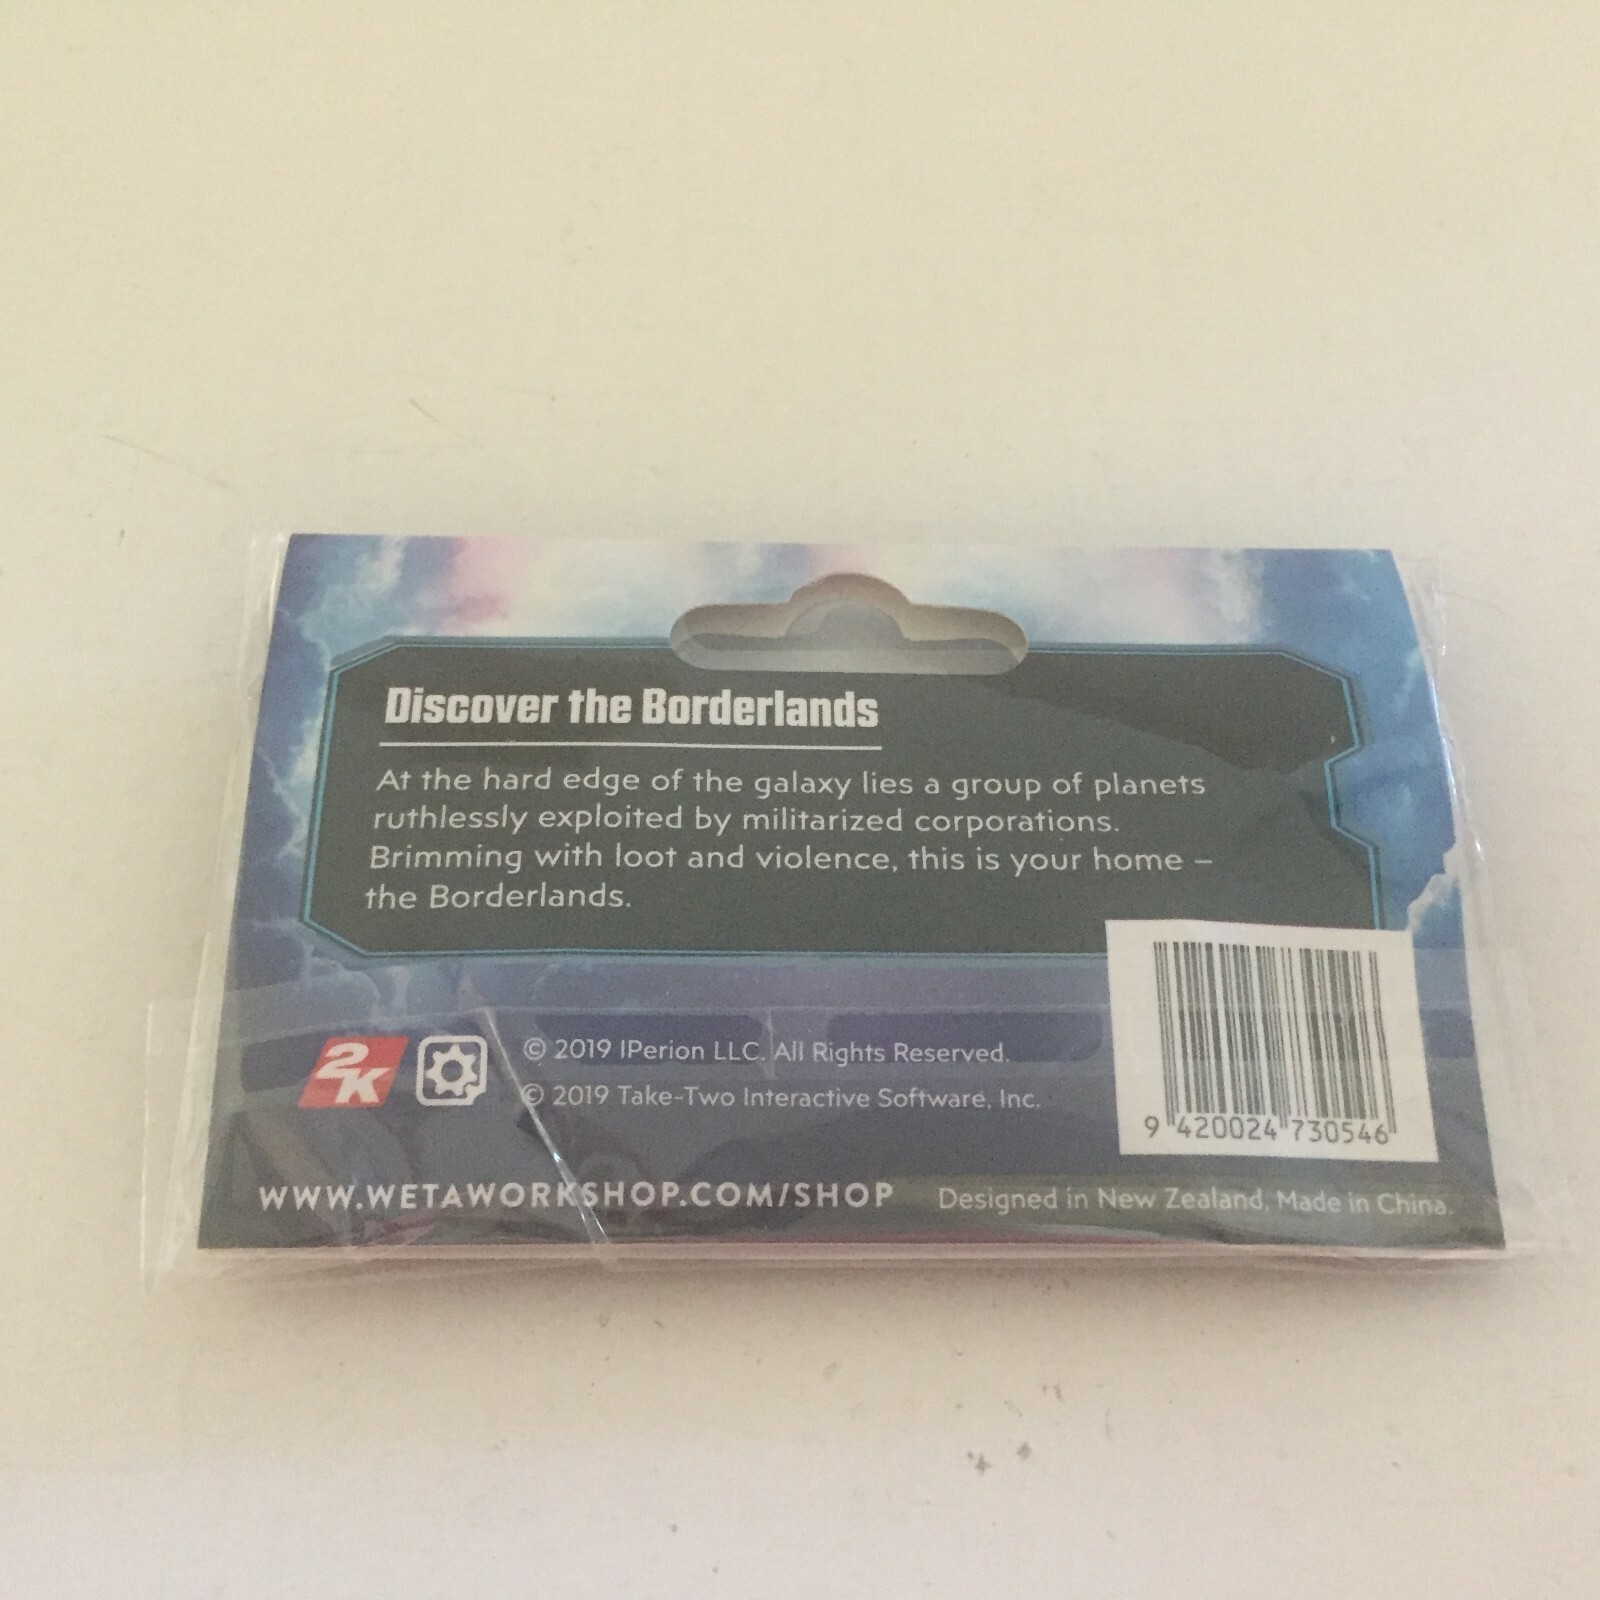 Discover the Borderlands
At the hard edge of the galaxy lies a group of planets
ruthlessly exploited by militarized corporations.
Brimming with loot and violence, this is your home –
the Borderlands.
2K
© 2019 IPerion LLC. All Rights Reserved.
© 2019 Take-Two Interactive Software, Inc.
9 420024 730546
WWW.WETAWORKSHOP.COM/SHOP
Designed in New Zealand, Made in China.